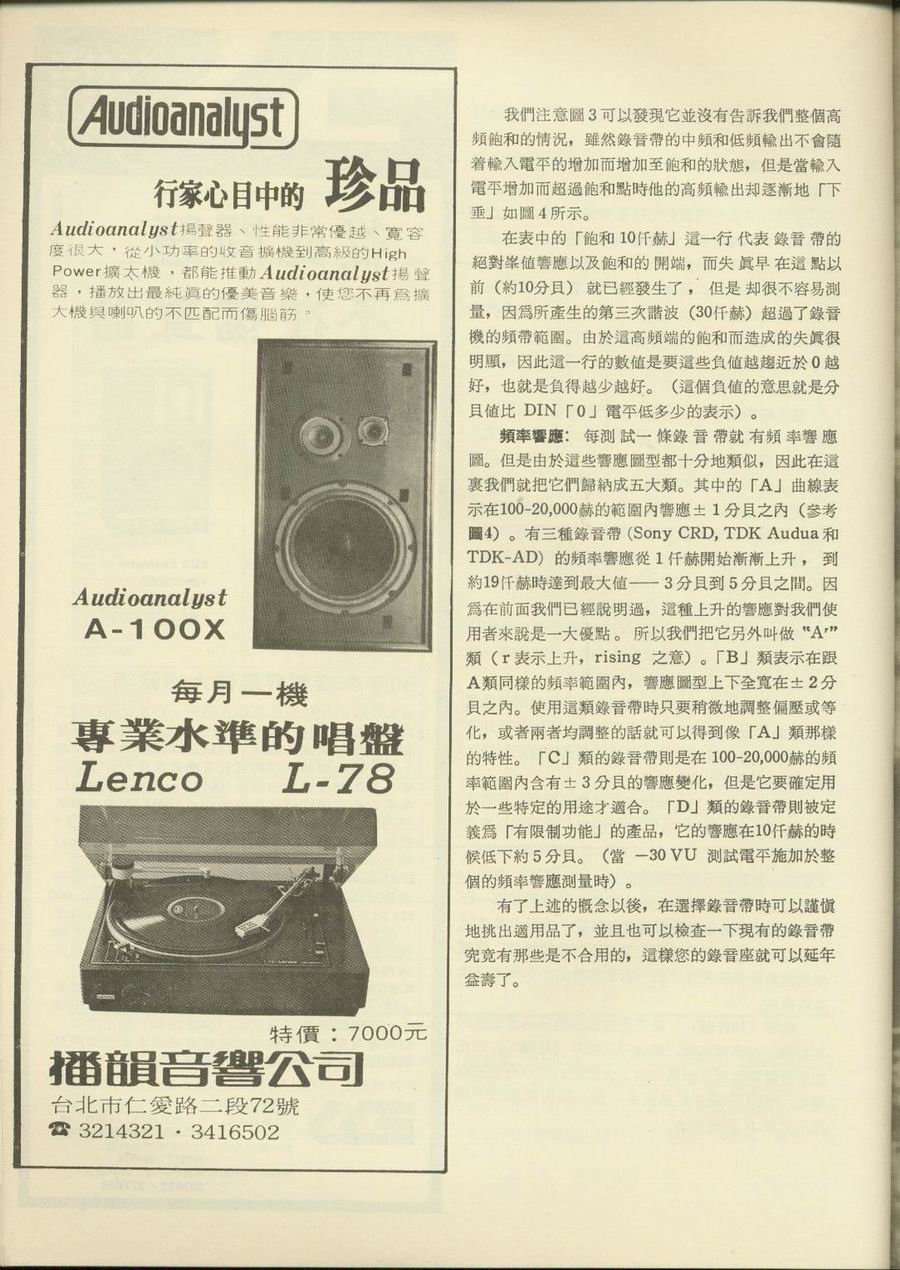 Audioanalyst
行家心目中的 珍品
Audioanalyst揚聲器、性能非常優越、寬容
度很大，從小功率的收音擴機到高級的High
Power擴大機，都能推動Audioanalyst揚聲
器，播放出最純眞的優美音樂，使您不再爲擴
大機與喇叭的不匹配而傷腦筋。
Audioanalyst
A-100X
每月一機
專業水準的唱盤
Lenco L-78
特價：7000元
播韻音響公司
台北市仁愛路二段72號
☎ 3214321・3416502
我們注意圖3可以發現它並沒有告訴我們整個高
頻飽和的情況，雖然錄音帶的中頻和低頻輸出不會隨
着輸入電平的增加而增加至飽和的狀態，但是當輸入
電平增加而超過飽和點時他的高頻輸出却逐漸地「下
垂」如圖4所示。
在表中的「飽和10仟赫」這一行代表錄音帶的
絕對峯值響應以及飽和的開端，而失眞早在這點以
前（約10分貝）就已經發生了，但是却很不容易測
量，因爲所產生的第三次諧波（30仟赫）超過了錄音
機的頻帶範圍。由於這高頻端的飽和而造成的失眞很
明顯，因此這一行的數值是要這些負値越趨近於0越
好，也就是負得越少越好。（這個負値的意思就是分
貝値比 DIN「0」電平低多少的表示）。
頻率響應：每測試一條錄音帶就有頻率響應
圖。但是由於這些響應圖型都十分地類似，因此在這
裏我們就把它們歸納成五大類。其中的「A」曲線表
示在100-20,000赫的範圍內響應±1分貝之內（參考
圖4）。有三種錄音帶(Sony CRD, TDK Audua和
TDK-AD) 的頻率響應從1仟赫開始漸漸上升，到
約19仟赫時達到最大値——3分貝到5分貝之間。因
爲在前面我們已經說明過，這種上升的響應對我們使
用者來說是一大優點。所以我們把它另外叫做“Ar”
類（r表示上升，rising 之意）。「B」類表示在跟
A類同樣的頻率範圍內，響應圖型上下全寬在±2分
貝之內。使用這類錄音帶時只要稍微地調整偏壓或等
化，或者兩者均調整的話就可以得到像「A」類那樣
的特性。「C」類的錄音帶則是在100-20,000赫的頻
率範圍內含有±3分貝的響應變化，但是它要確定用
於一些特定的用途才適合。「D」類的錄音帶則被定
義爲「有限制功能」的產品，它的響應在10仟赫的時
候低下約5分貝。（當 −30 VU 測試電平施加於整
個的頻率響應測量時）。
有了上述的槪念以後，在選擇錄音帶時可以謹愼
地挑出適用品了，並且也可以檢查一下現有的錄音帶
究竟有那些是不合用的，這樣您的錄音座就可以延年
益壽了。